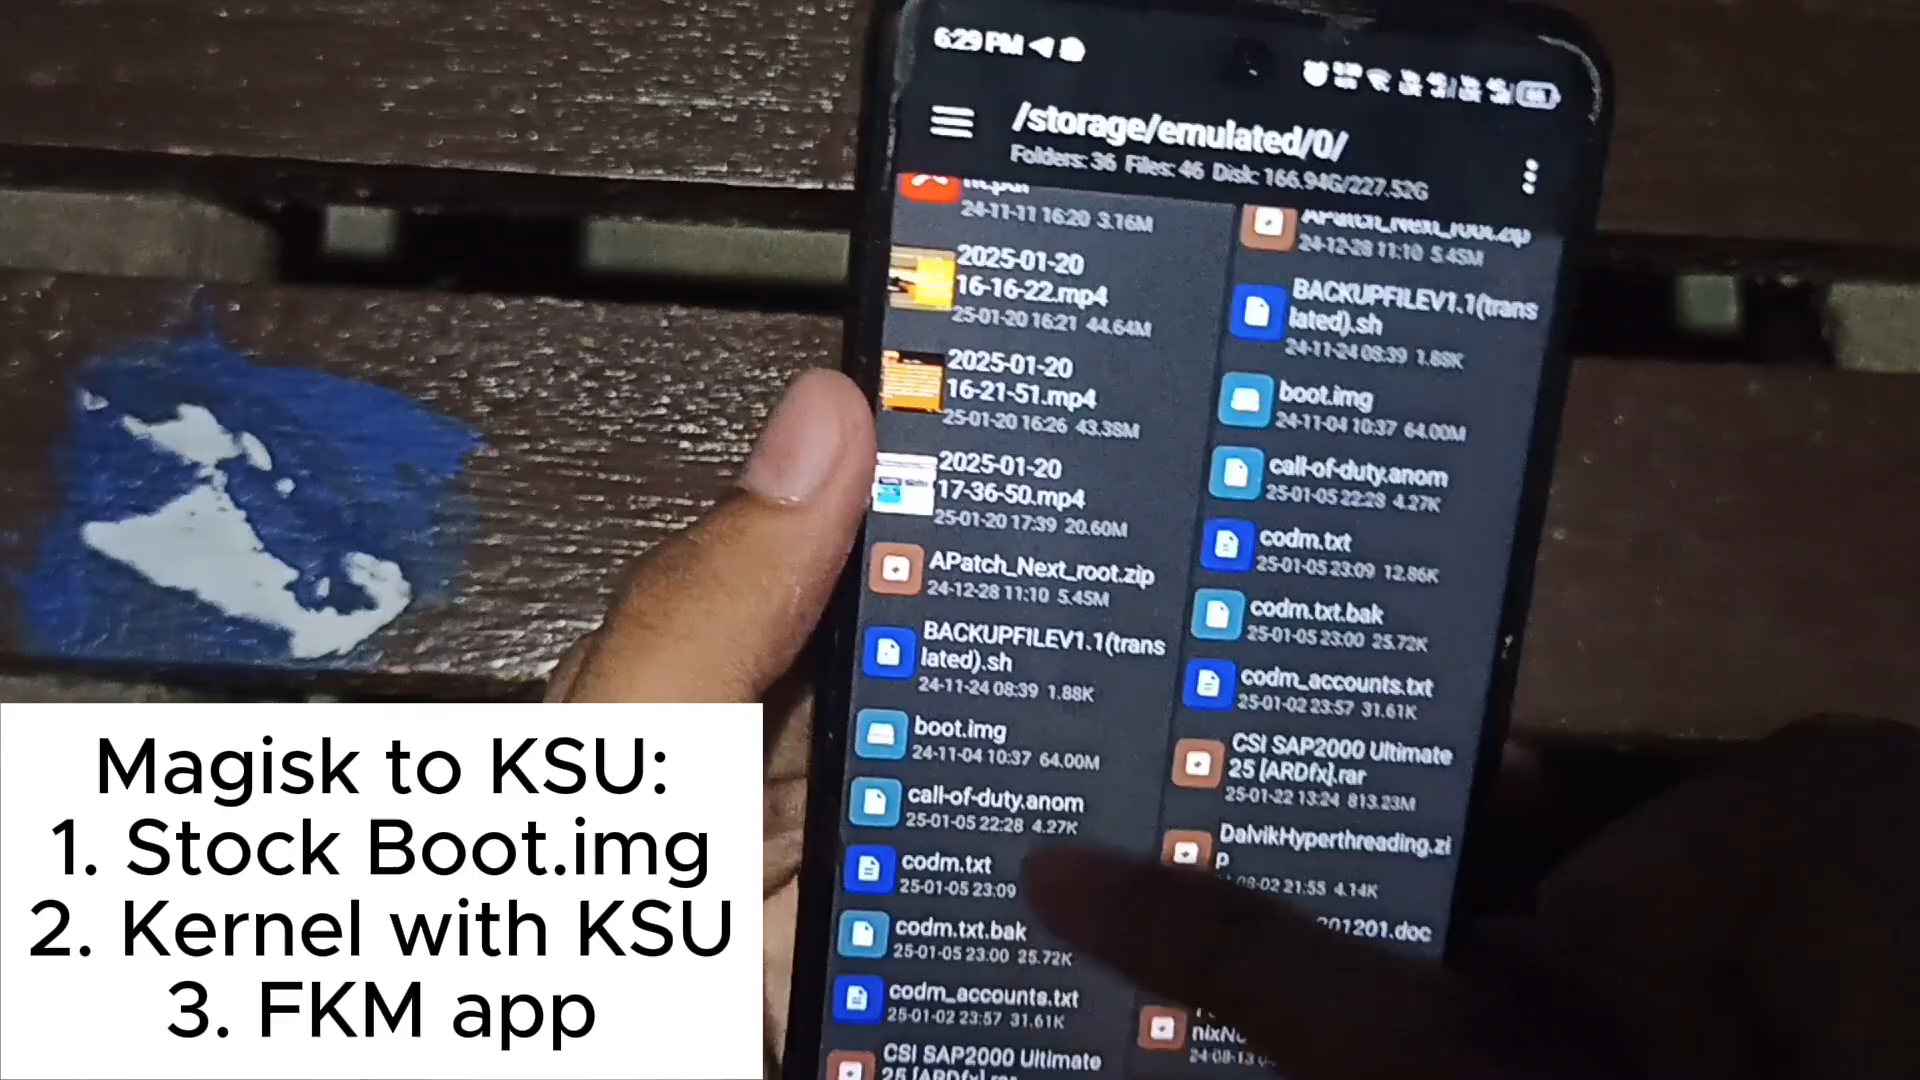 6:29 PM
/storage/emulated/0/
Folders: 36 Files: 46 Disk: 166.94G/227.52G
24-11-11 16:20 3.16M
2025-01-20
16-16-22.mp4
25-01-20 16:21 44.64M
2025-01-20
16-21-51.mp4
25-01-20 16:26 43.38M
2025-01-20
17-36-50.mp4
25-01-20 17:39 20.60M
APatch_Next_root.zip
24-12-28 11:10 5.45M
BACKUPFILEV1.1(trans
lated).sh
24-11-24 08:39 1.88K
boot.img
24-11-04 10:37 64.00M
call-of-duty.anom
25-01-05 22:28 4.27K
codm.txt
25-01-05 23:09
codm.txt.bak
25-01-05 23:00 25.72K
codm_accounts.txt
25-01-02 23:57 31.61K
CSI SAP2000 Ultimate
25 [ARDfx].rar
APatch_Next_root.zip
24-12-28 11:10 5.45M
BACKUPFILEV1.1(trans
lated).sh
24-11-24 08:39 1.88K
boot.img
24-11-04 10:37 64.00M
call-of-duty.anom
25-01-05 22:28 4.27K
codm.txt
25-01-05 23:09 12.86K
codm.txt.bak
25-01-05 23:00 25.72K
codm_accounts.txt
25-01-02 23:57 31.61K
CSI SAP2000 Ultimate
25 [ARDfx].rar
25-01-22 13:24 813.23M
DalvikHyperthreading.zi
p
21:55 4.14K
201201.doc
Magisk to KSU:
1. Stock Boot.img
2. Kernel with KSU
3. FKM app